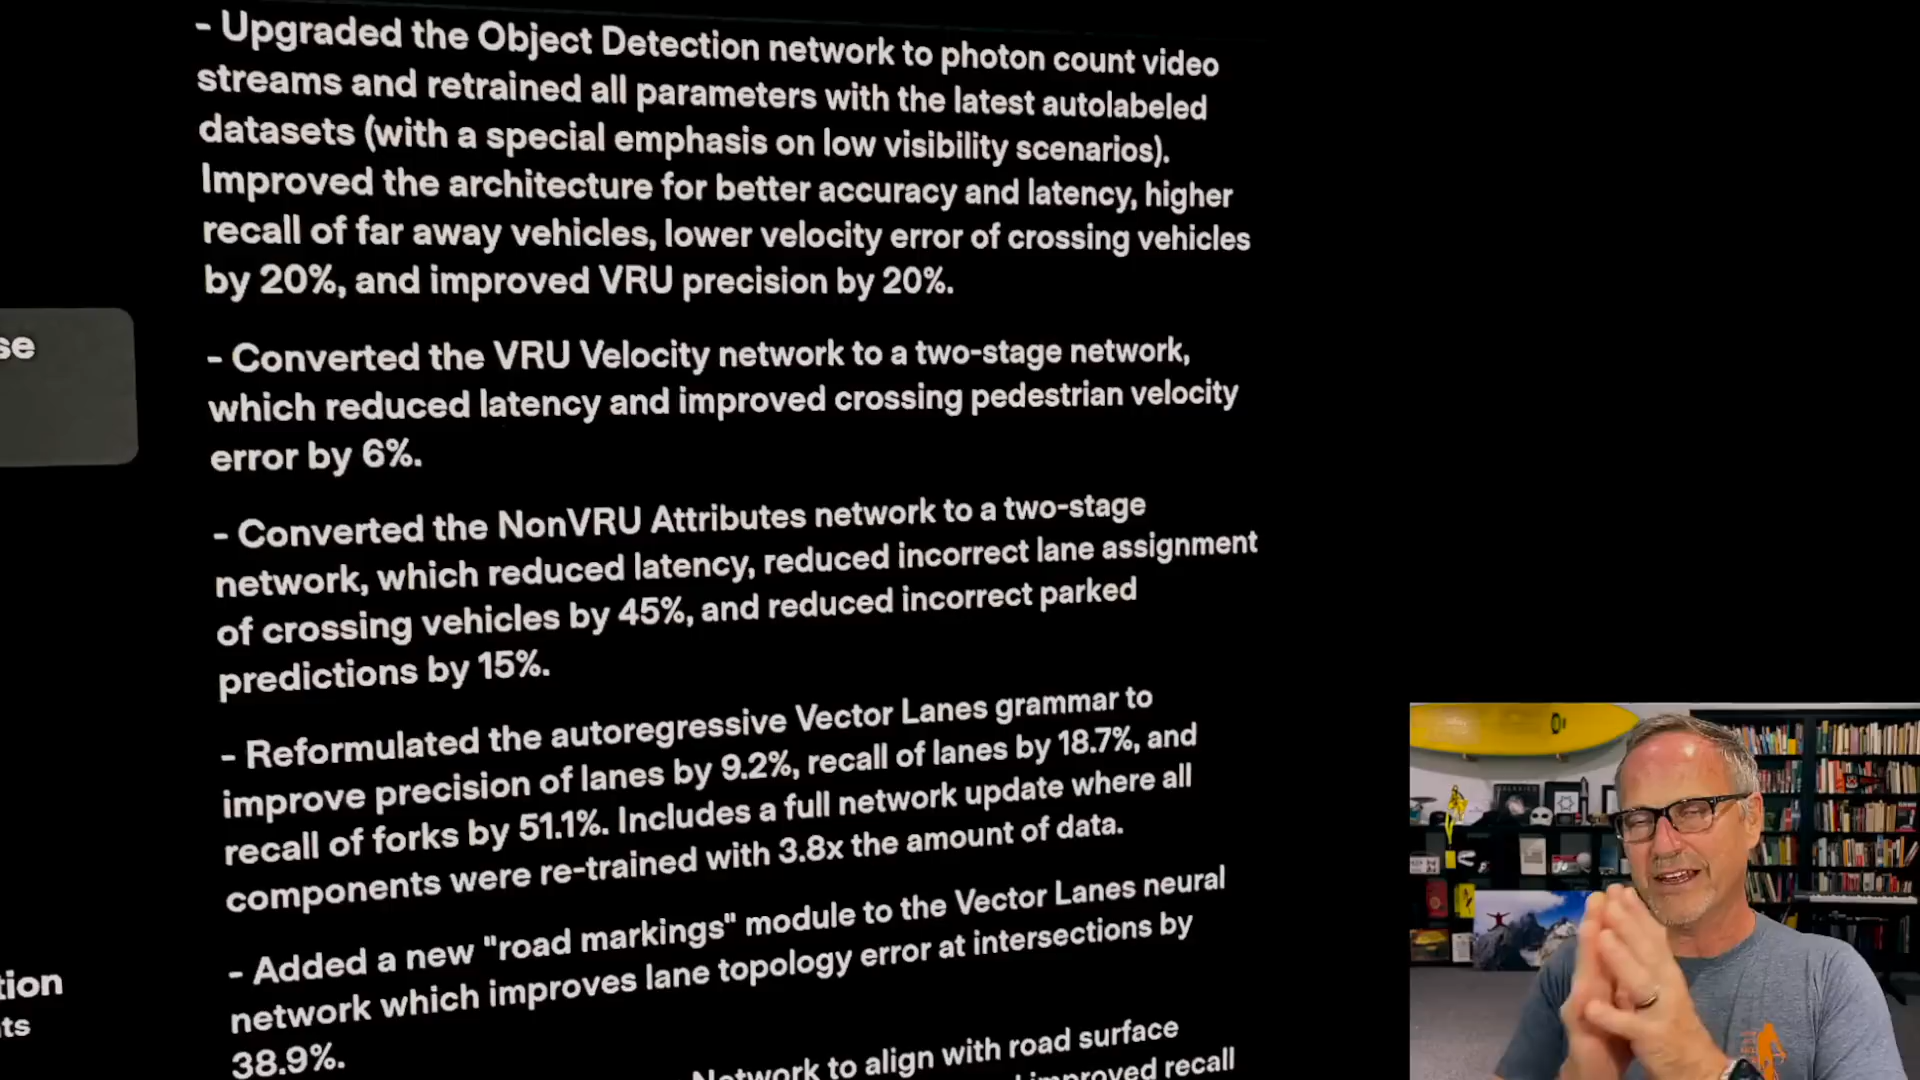 - Upgraded the Object Detection network to photon count video
streams and retrained all parameters with the latest autolabeled
datasets (with a special emphasis on low visibility scenarios).
Improved the architecture for better accuracy and latency, higher
recall of far away vehicles, lower velocity error of crossing vehicles
by 20%, and improved VRU precision by 20%.
- Converted the VRU Velocity network to a two-stage network,
which reduced latency and improved crossing pedestrian velocity
error by 6%.
- Converted the NonVRU Attributes network to a two-stage
network, which reduced latency, reduced incorrect lane assignment
of crossing vehicles by 45%, and reduced incorrect parked
predictions by 15%.
- Reformulated the autoregressive Vector Lanes grammar to
improve precision of lanes by 9.2%, recall of lanes by 18.7%, and
recall of forks by 51.1%. Includes a full network update where all
components were re-trained with 3.8x the amount of data.
- Added a new "road markings" module to the Vector Lanes neural
network which improves lane topology error at intersections by
38.9%.
Network to align with road surface
improved recall
se
tion
ts